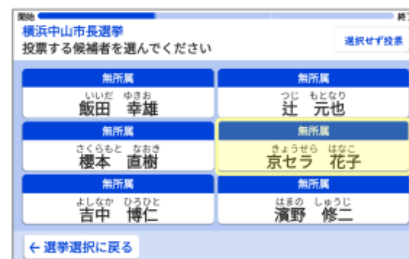 開始 終
横浜中山市長選挙
投票する候補者を選んでください
選択せず投票
無所属 無所属
いいだ ゆきお つじ もとなり
飯田 幸雄 辻 元也
無所属 無所属
さくらもと なおき きょうせら はなこ
櫻本 直樹 京セラ 花子
無所属 無所属
よしなか ひろひと はまの しゅうじ
吉中 博仁 濱野 修二
←選挙選択に戻る